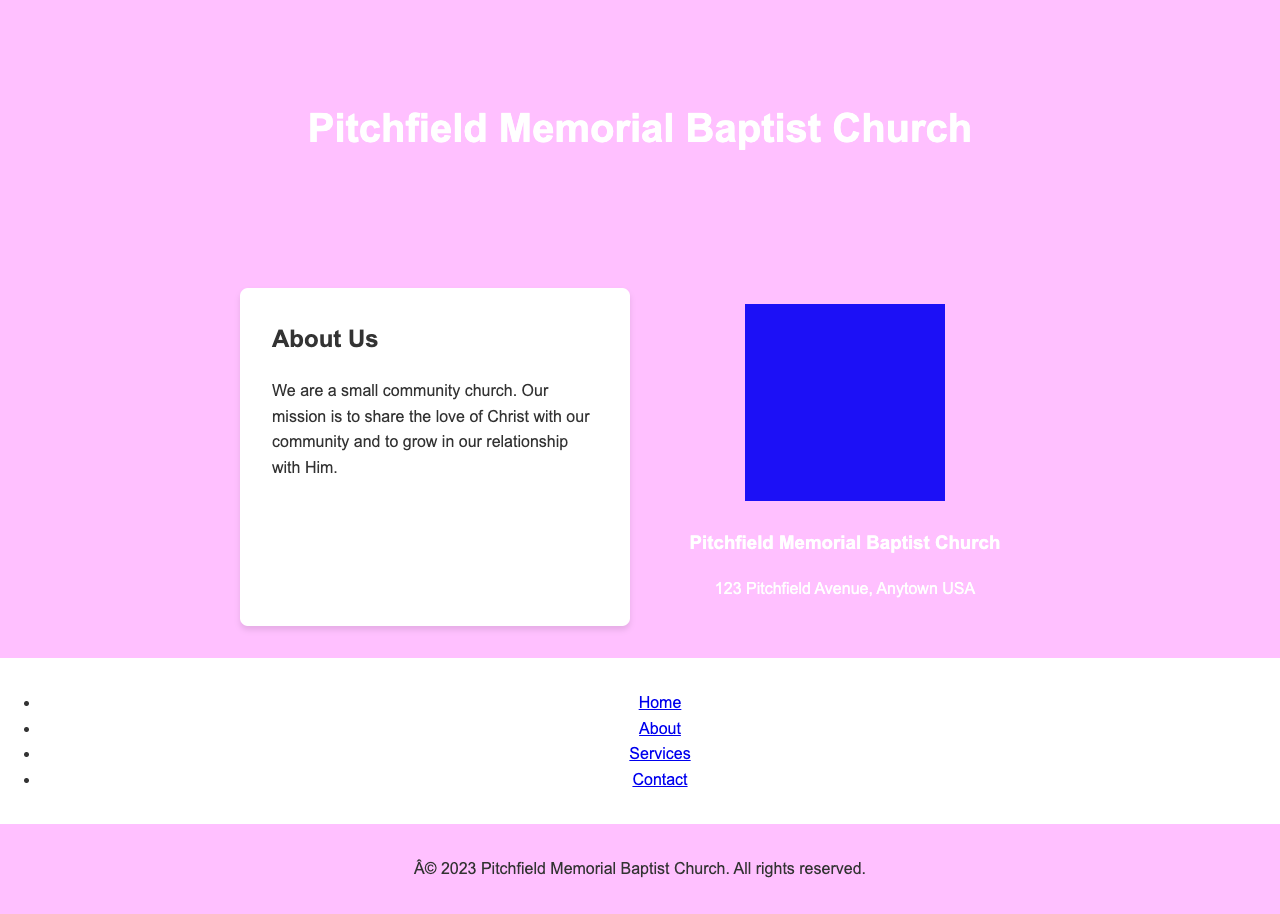 Pitchfield Memorial Baptist Church
About Us
We are a small community church. Our
mission is to share the love of Christ with our
community and to grow in our relationship
with Him.
Pitchfield Memorial Baptist Church
123 Pitchfield Avenue, Anytown USA
Home
About
Services
Contact
Â© 2023 Pitchfield Memorial Baptist Church. All rights reserved.